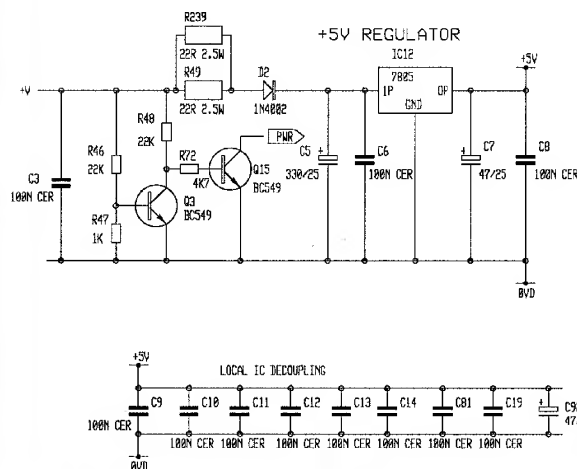 R239
22R 2.5W
R49
22R 2.5W
D2
1N4002
+5V REGULATOR
IC12
7805
IP
OP
GND
+5V
+V
R48
22K
PWR
R46
22K
R72
4K7
Q15
BC549
C3
100N CER
Q3
BC549
R47
1K
C5
330/25
C6
100N CER
C7
47/25
C8
100N CER
0VD
+5V
LOCAL IC DECOUPLING
C9
100N CER
C10
100N CER
C11
100N CER
C12
100N CER
C13
100N CER
C14
100N CER
C81
100N CER
C19
100N CER
0VD